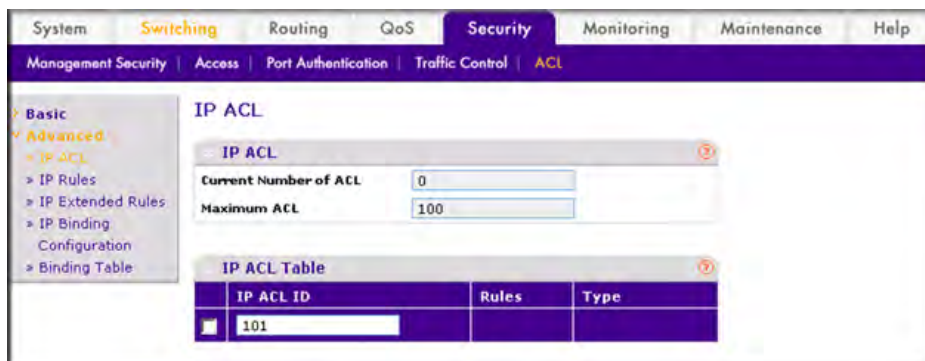 System Switching Routing QoS Security Monitoring Maintenance Help
Management Security | Access | Port Authentication | Traffic Control | ACL
Basic
Advanced
» IP ACL
» IP Rules
» IP Extended Rules
» IP Binding
Configuration
» Binding Table
IP ACL
IP ACL
Current Number of ACL 0
Maximum ACL 100
IP ACL Table
IP ACL ID Rules Type
101